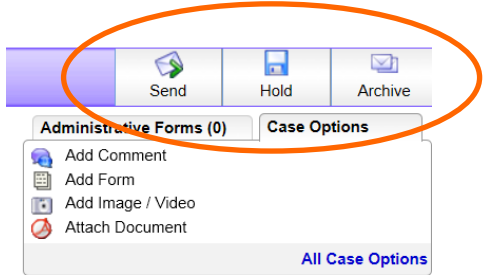 Send Hold Archive
Administrative Forms (0) Case Options
Add Comment
Add Form
Add Image / Video
Attach Document
All Case Options